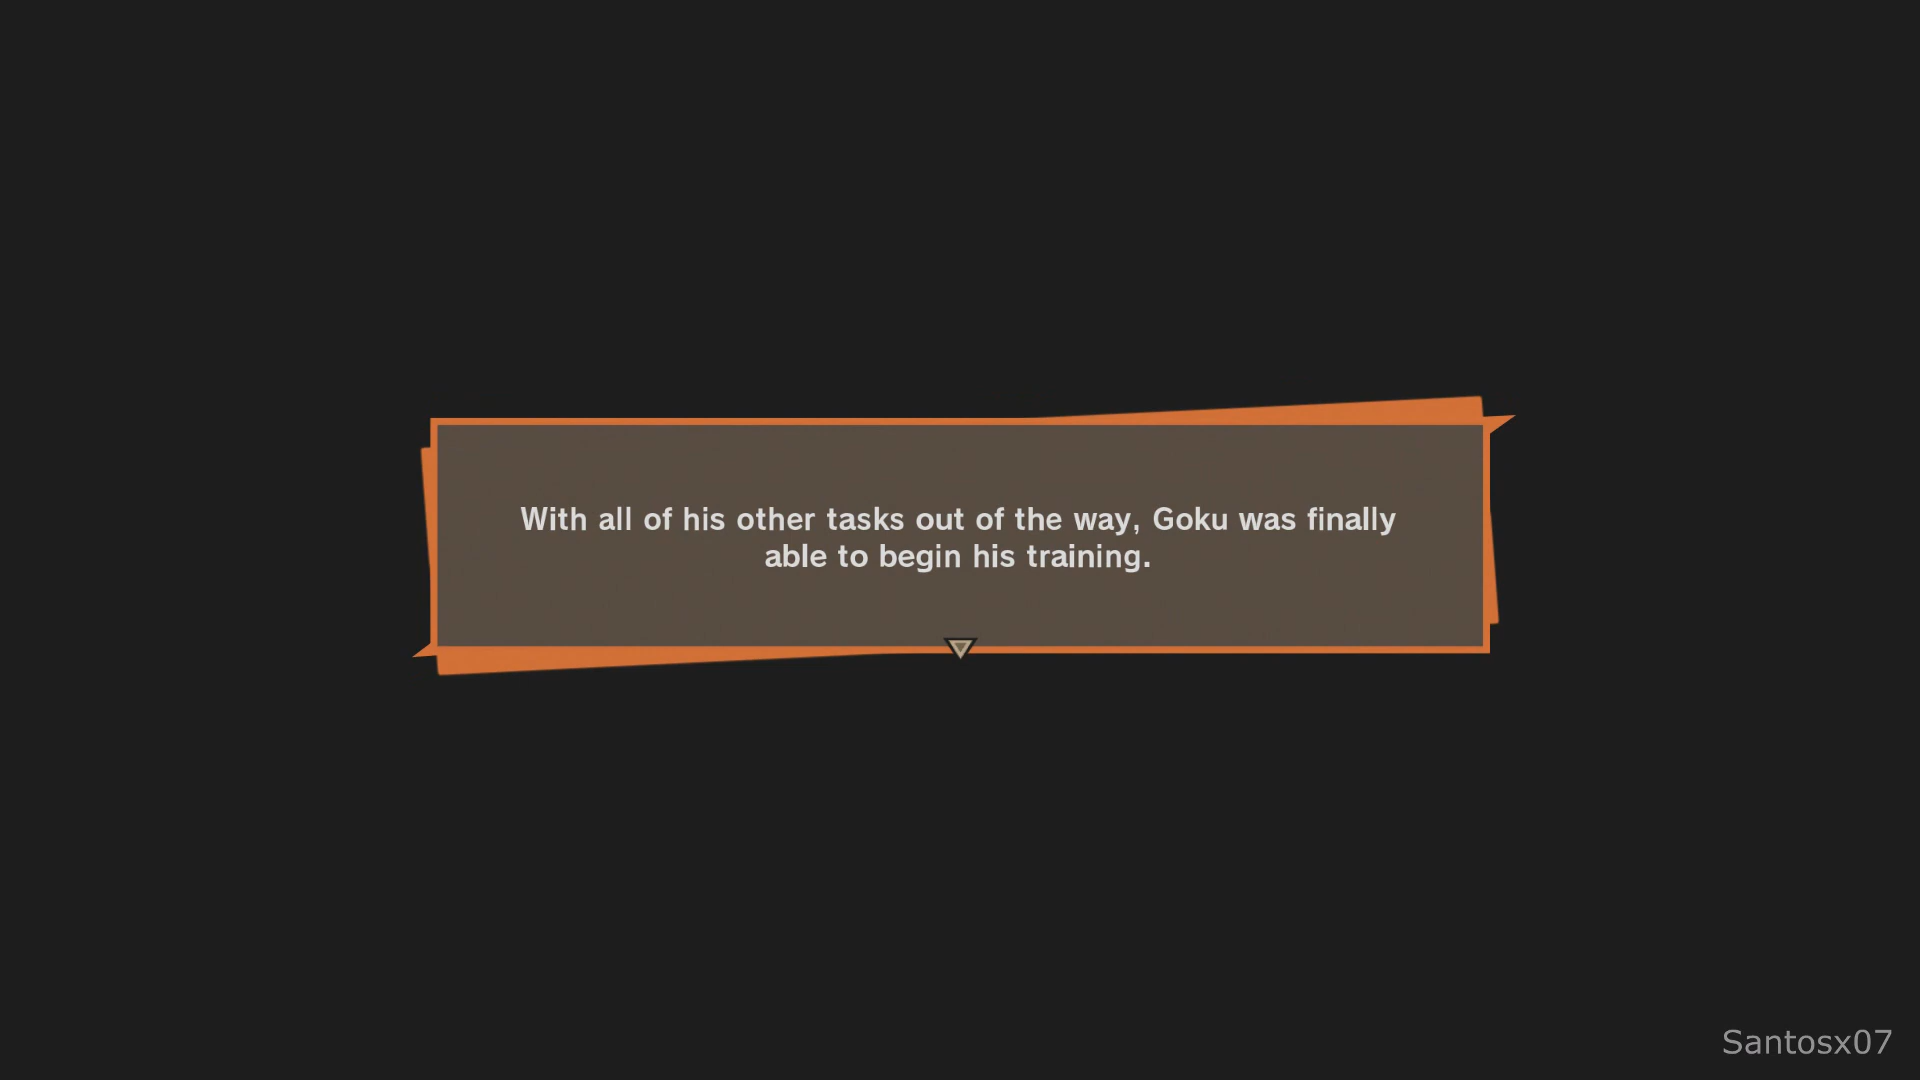 With all of his other tasks out of the way, Goku was finally
able to begin his training.
Santosx07